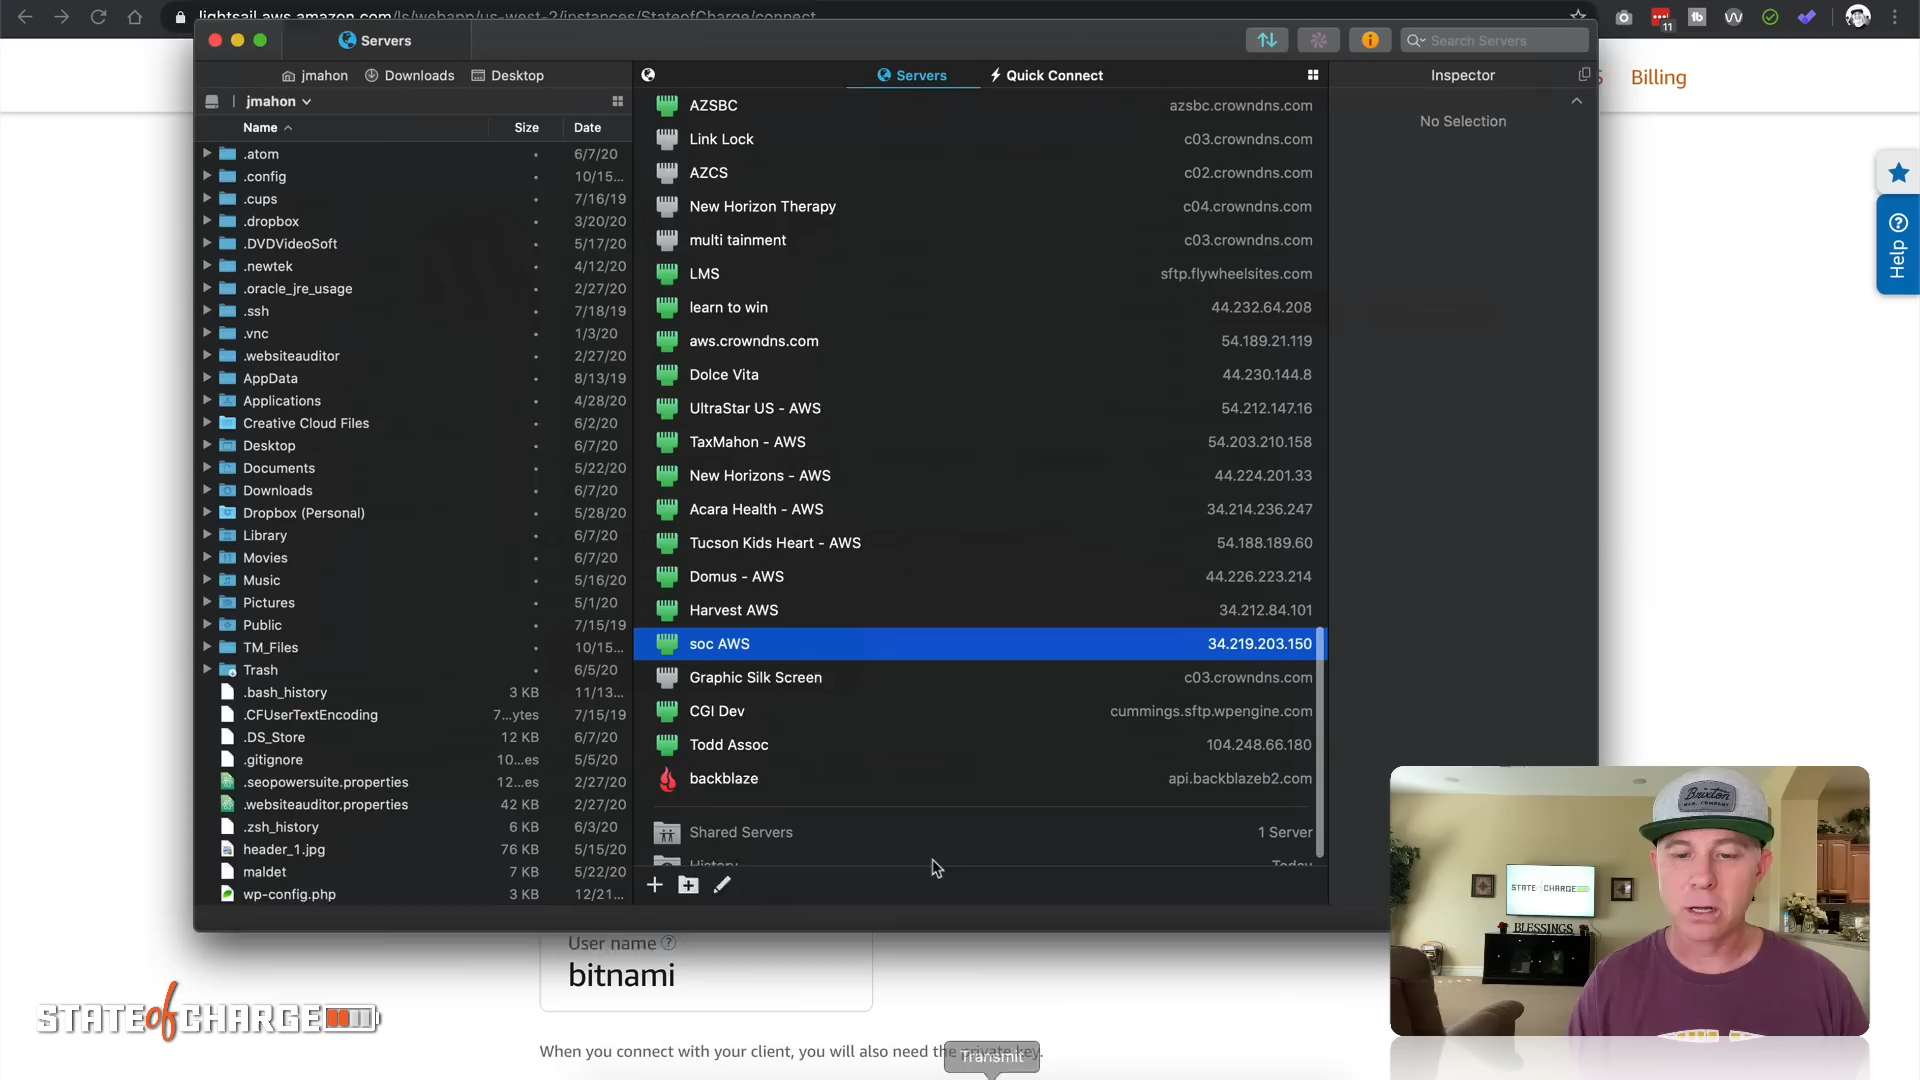 lightsail.aws.amazon.com/ls/webapp/us-west-2/instances/StateofCharge/connect
11
Servers
Search Servers
jmahon
Downloads
Desktop
Servers
Quick Connect
Inspector
S
Billing
jmahon
No Selection
Name
Size
Date
.atom
6/7/20
.config
10/15...
.cups
7/16/19
.dropbox
3/20/20
.DVDVideoSoft
5/17/20
.newtek
4/12/20
.oracle_jre_usage
2/27/20
.ssh
7/18/19
.vnc
1/3/20
.websiteauditor
2/27/20
AppData
8/13/19
Applications
4/28/20
Creative Cloud Files
6/2/20
Desktop
6/7/20
Documents
5/22/20
Downloads
6/7/20
Dropbox (Personal)
5/28/20
Library
6/7/20
Movies
6/7/20
Music
5/16/20
Pictures
5/1/20
Public
7/15/19
TM_Files
10/15...
Trash
6/5/20
.bash_history
3 KB
11/13...
.CFUserTextEncoding
7...ytes
7/15/19
.DS_Store
12 KB
6/7/20
.gitignore
10...es
5/5/20
.seopowersuite.properties
12...es
2/27/20
.websiteauditor.properties
42 KB
2/27/20
.zsh_history
6 KB
6/3/20
header_1.jpg
76 KB
5/15/20
maldet
7 KB
5/22/20
wp-config.php
3 KB
12/21...
AZSBC
azsbc.crowndns.com
Link Lock
c03.crowndns.com
AZCS
c02.crowndns.com
New Horizon Therapy
c04.crowndns.com
multi tainment
c03.crowndns.com
LMS
sftp.flywheelsites.com
learn to win
44.232.64.208
aws.crowndns.com
54.189.21.119
Dolce Vita
44.230.144.8
UltraStar US - AWS
54.212.147.16
TaxMahon - AWS
54.203.210.158
New Horizons - AWS
44.224.201.33
Acara Health - AWS
34.214.236.247
Tucson Kids Heart - AWS
54.188.189.60
Domus - AWS
44.226.223.214
Harvest AWS
34.212.84.101
soc AWS
34.219.203.150
Graphic Silk Screen
c03.crowndns.com
CGI Dev
cummings.sftp.wpengine.com
Todd Assoc
104.248.66.180
backblaze
api.backblazeb2.com
Shared Servers
1 Server
History
Today
Help
User name
bitnami
When you connect with your client, you will also need the private key.
Transmit
STATE of CHARGE
Brixton
STATE CHARGE
BLESSINGS